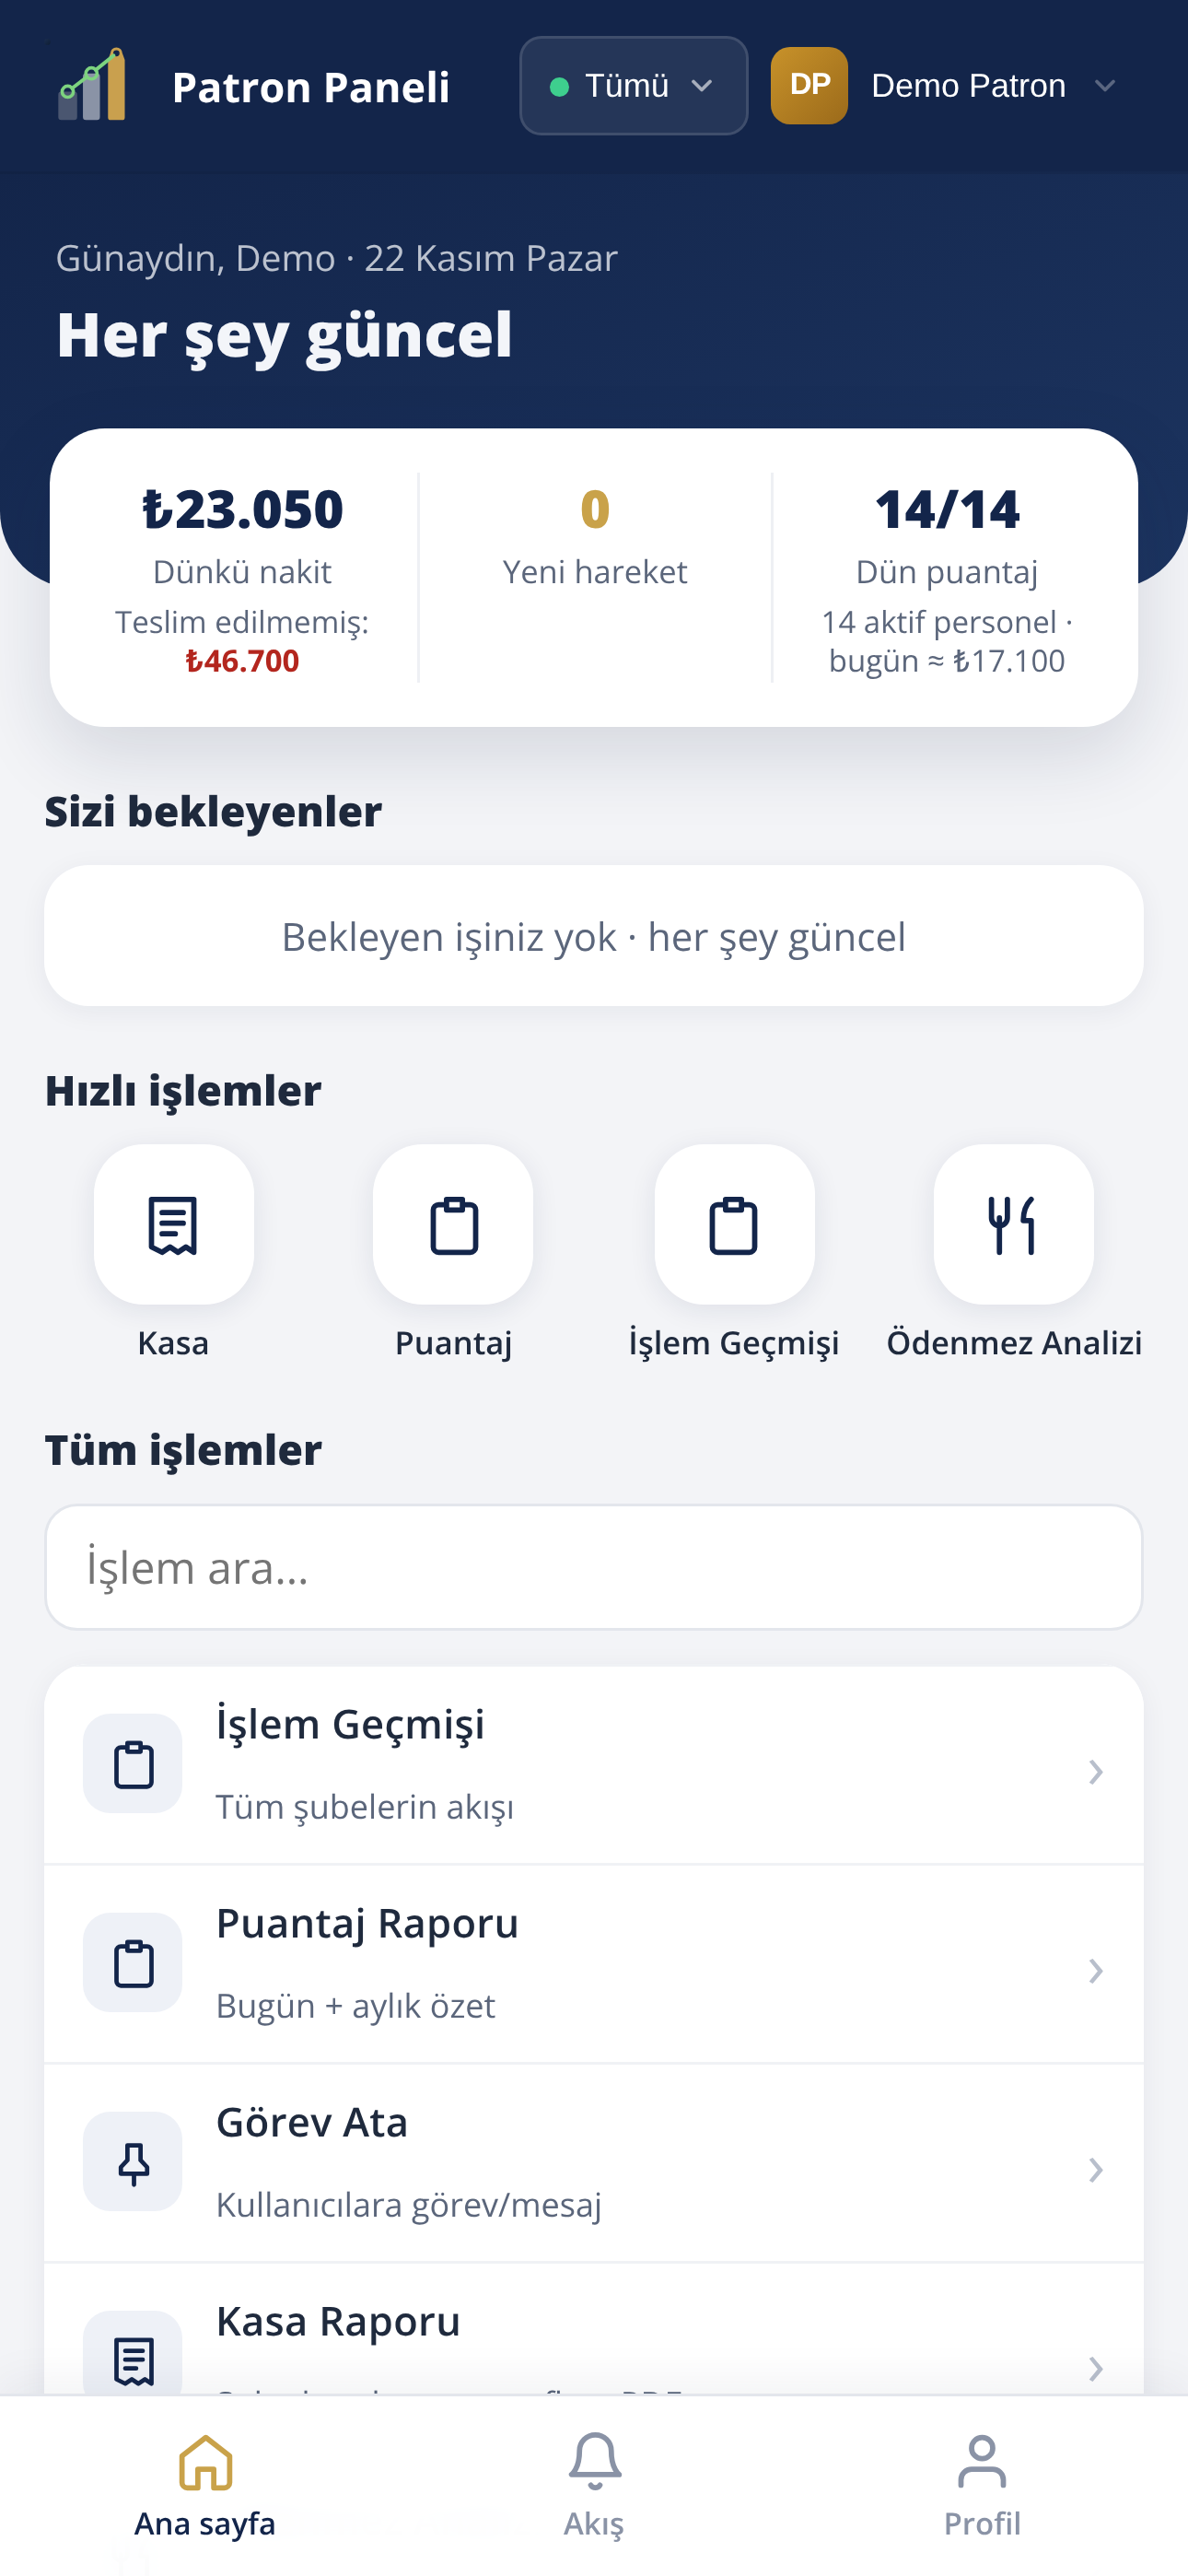 Patron Paneli
Tümü
DP
Demo Patron
Günaydın, Demo · 22 Kasım Pazar
Her şey güncel
₺23.050
Dünkü nakit
Teslim edilmemiş:
₺46.700
0
Yeni hareket
14/14
Dün puantaj
14 aktif personel ·
bugün ≈ ₺17.100
Sizi bekleyenler
Bekleyen işiniz yok · her şey güncel
Hızlı işlemler
Kasa
Puantaj
İşlem Geçmişi
Ödenmez Analizi
Tüm işlemler
İşlem ara...
İşlem Geçmişi
Tüm şubelerin akışı
Puantaj Raporu
Bugün + aylık özet
Görev Ata
Kullanıcılara görev/mesaj
Kasa Raporu
Ana sayfa
Akış
Profil